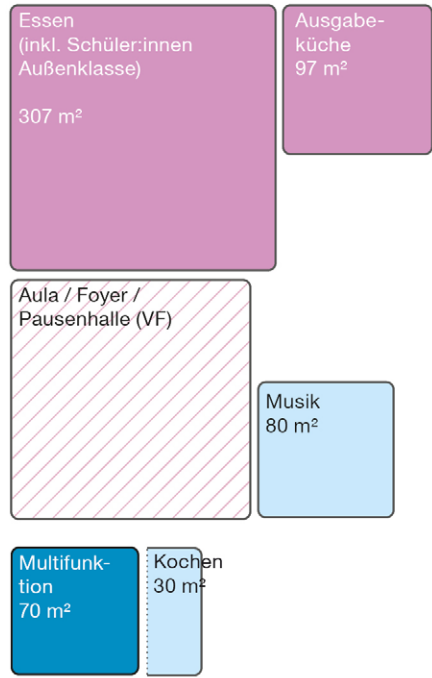 Essen
(inkl. Schüler:innen
Außenklasse)
307 m²
Ausgabe-
küche
97 m²
Aula / Foyer /
Pausenhalle (VF)
Musik
80 m²
Multifunk-
tion
70 m²
Kochen
30 m²